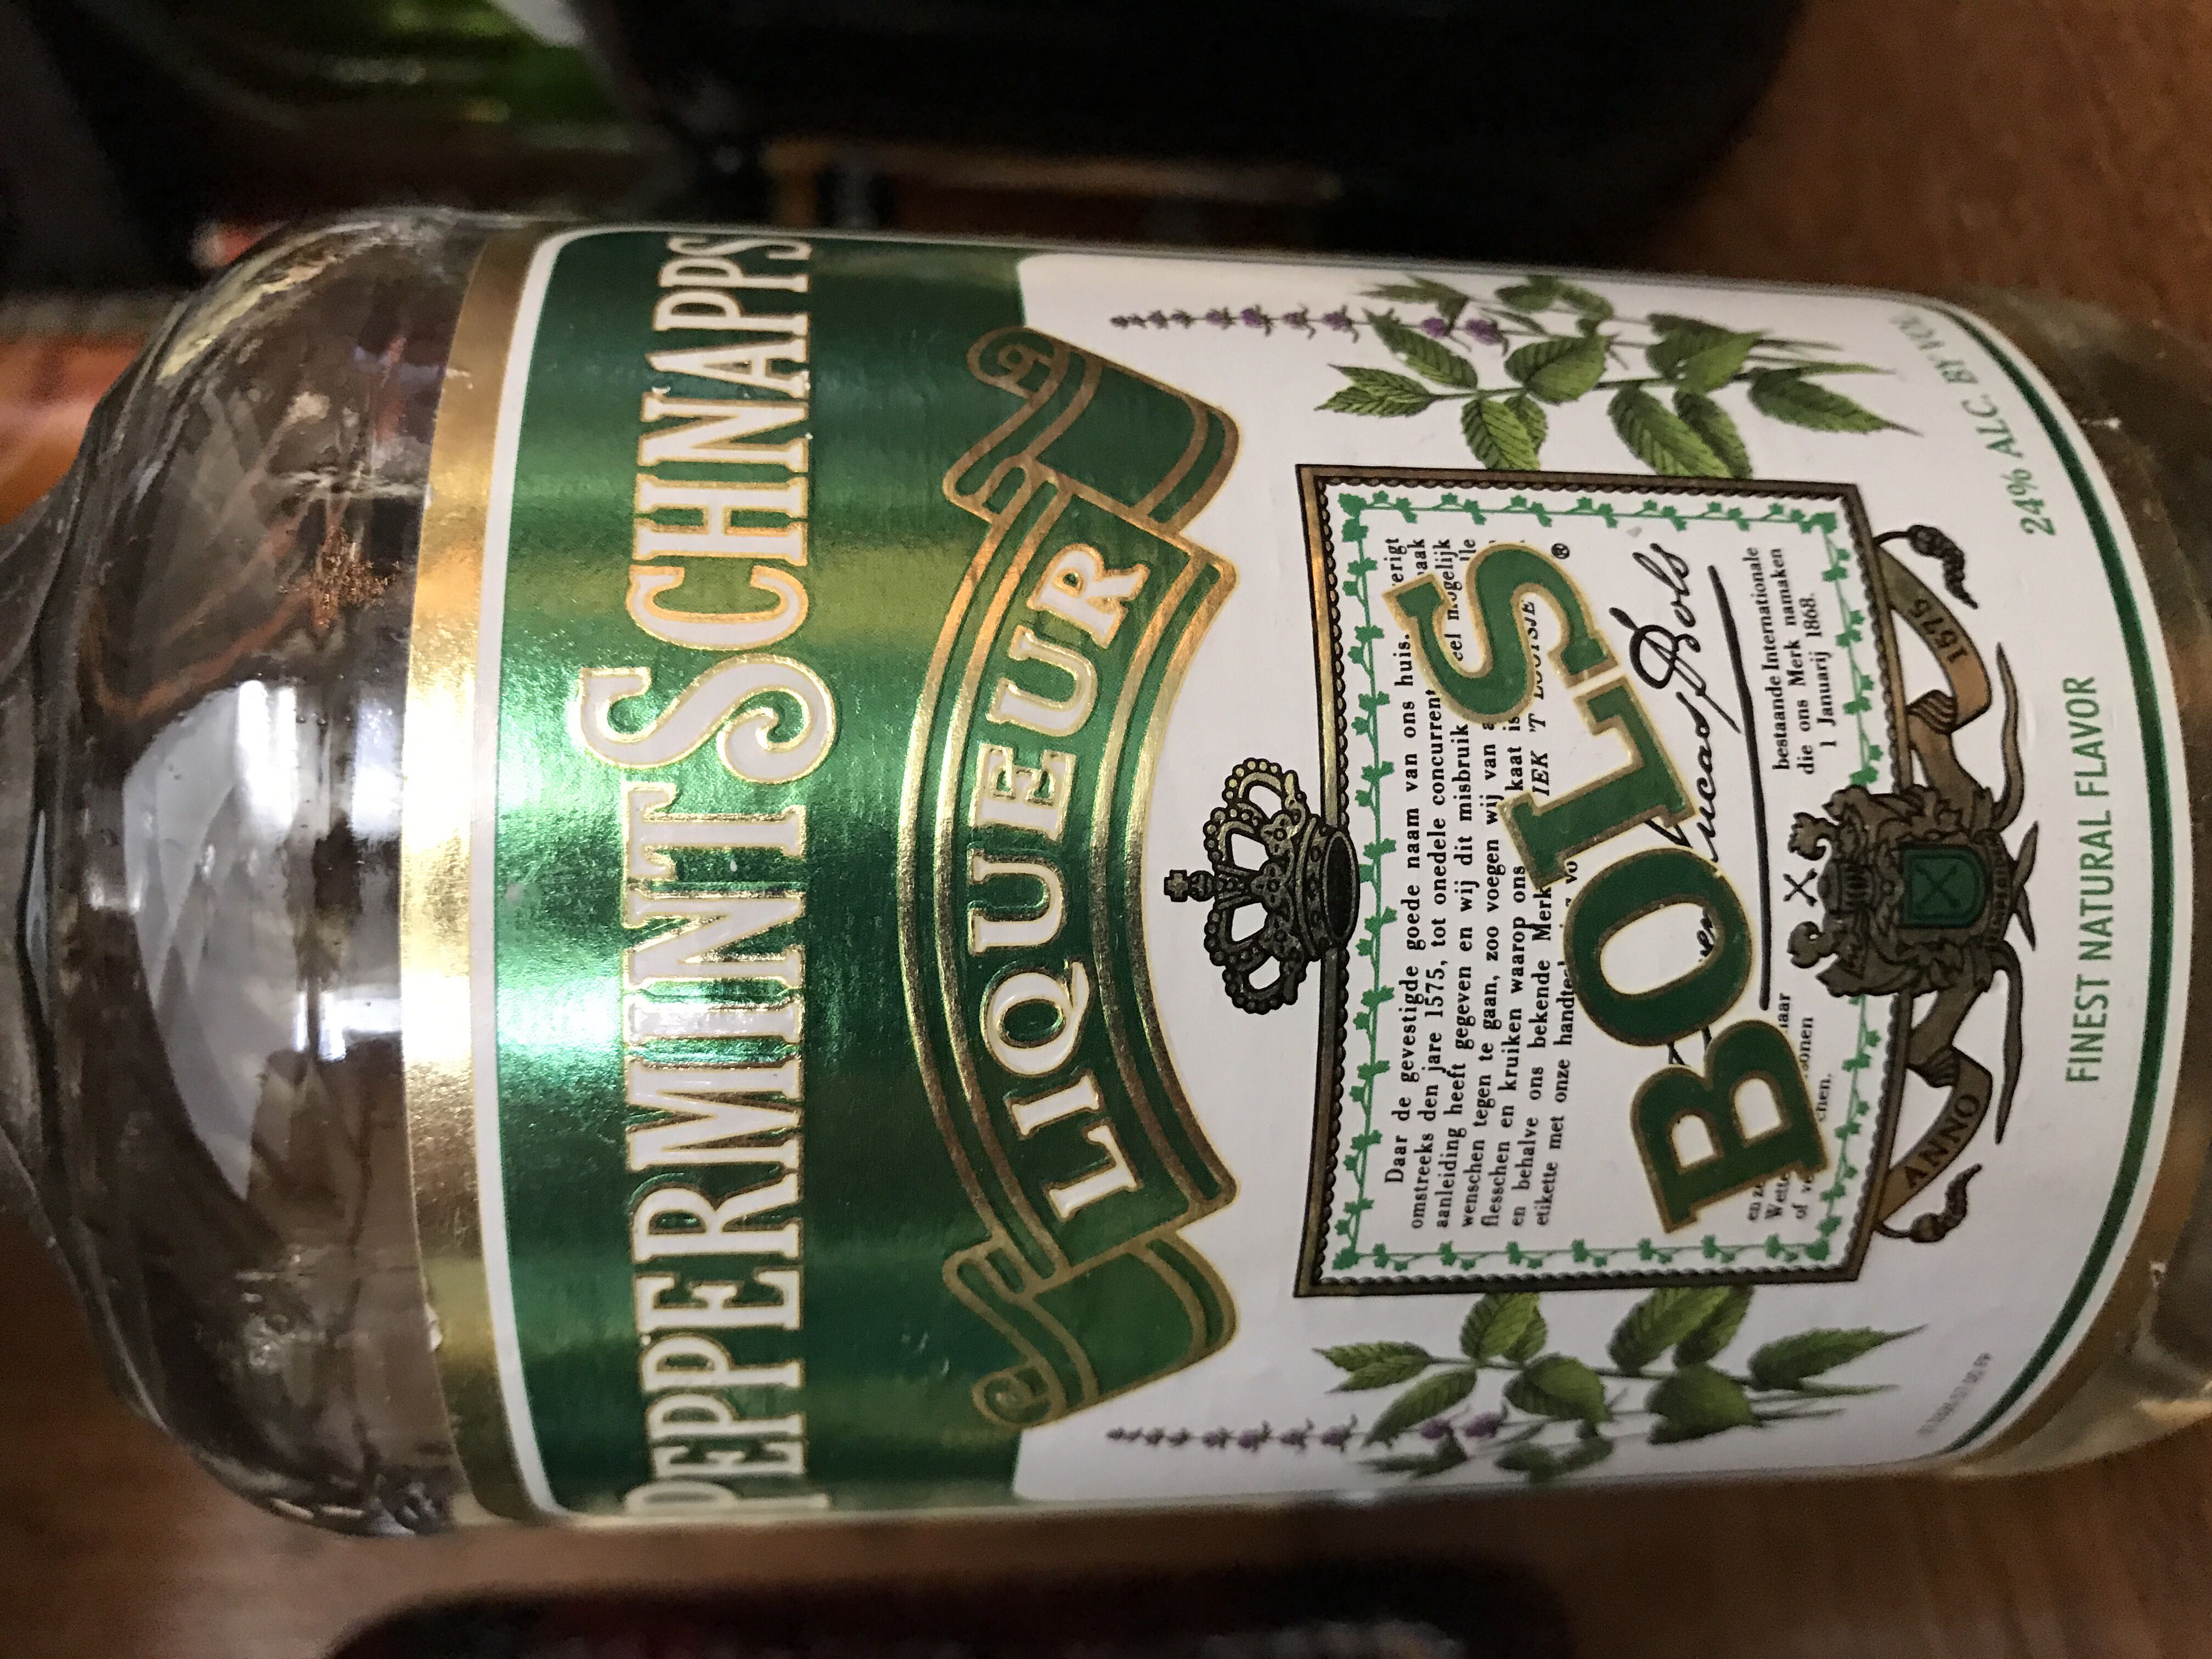 PEPPERMINT SCHNAPPS
LIQUEUR
Daar de gevestigde goede naam van ons huis.
omstreeks den jare 1575, tot onedele concurrent
aanleiding heeft gegeven en wij dit misbruik
wenschen tegen te gaan, zoo voegen wij van
flesschen en kruiken waarop ons
en behalve ons bekende Merk
etikette met onze
BOLS®
Lucas Bols
bestaande Internationale
die ons Merk namaken
1 Januarij 1868.
ANNO 1575
24% ALC. BY VOL.
FINEST NATURAL FLAVOR